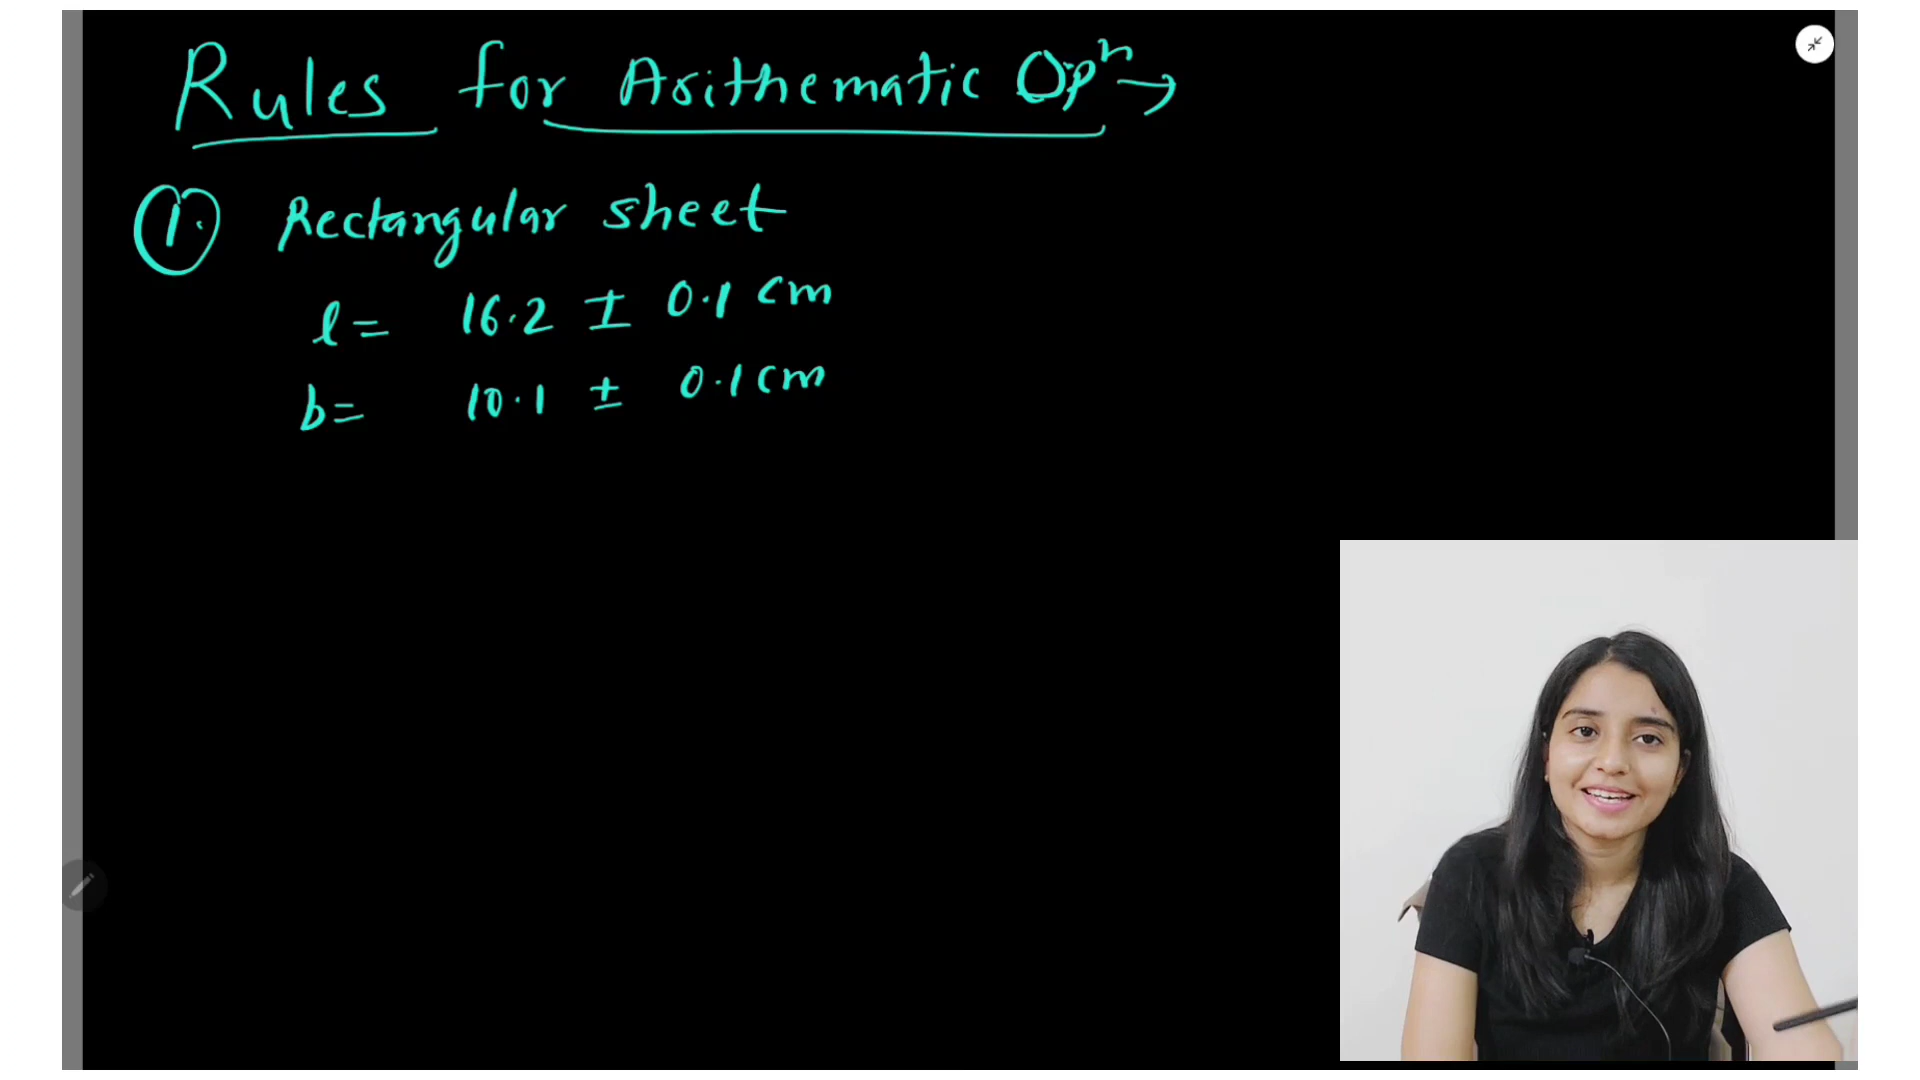 Rules for Arithematic Opⁿ →
1. Rectangular sheet
l = 16.2 ± 0.1 cm
b = 10.1 ± 0.1 cm